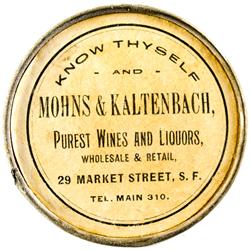 KNOW THYSELF
- AND -
MOHNS & KALTENBACH,
PUREST WINES AND LIQUORS,
WHOLESALE & RETAIL,
29 MARKET STREET, S. F.
TEL. MAIN 310.